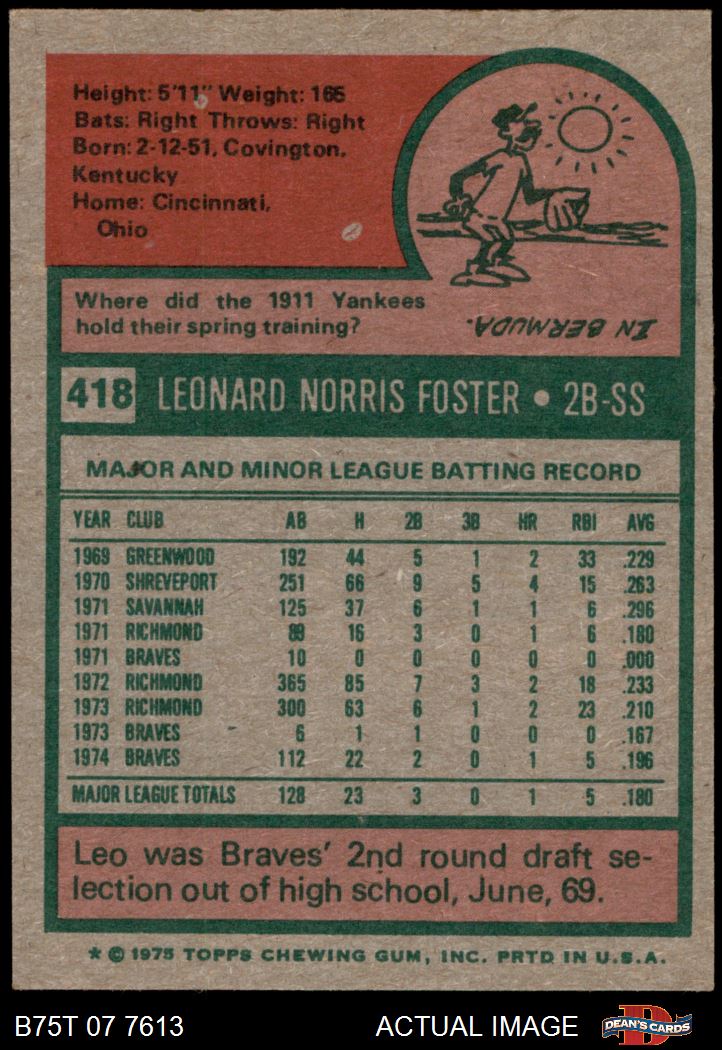 Height: 5'11" Weight: 165
Bats: Right Throws: Right
Born: 2-12-51, Covington,
Kentucky
Home: Cincinnati,
Ohio
Where did the 1911 Yankees
hold their spring training?
IN BERMUDA.
418 LEONARD NORRIS FOSTER • 2B-SS
MAJOR AND MINOR LEAGUE BATTING RECORD
YEAR CLUB AB H 2B 3B HR RBI AVG
1969 GREENWOOD 192 44 5 1 2 33 .229
1970 SHREVEPORT 251 66 9 5 4 15 .263
1971 SAVANNAH 125 37 6 1 1 6 .296
1971 RICHMOND 89 16 3 0 1 6 .180
1971 BRAVES 10 0 0 0 0 0 .000
1972 RICHMOND 365 85 7 3 2 18 .233
1973 RICHMOND 300 63 6 1 2 23 .210
1973 BRAVES 6 1 1 0 0 0 .167
1974 BRAVES 112 22 2 0 1 5 .196
MAJOR LEAGUE TOTALS 128 23 3 0 1 5 .180
Leo was Braves' 2nd round draft se-
lection out of high school, June, 69.
* © 1975 TOPPS CHEWING GUM, INC. PRTD IN U.S.A.
B75T 07 7613 ACTUAL IMAGE DEAN'S CARDS